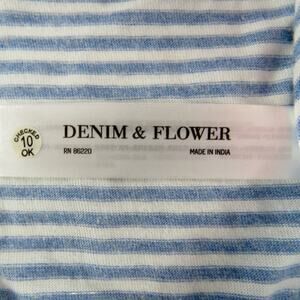 CHECKED
10
OK
DENIM & FLOWER
RN 86220
MADE IN INDIA